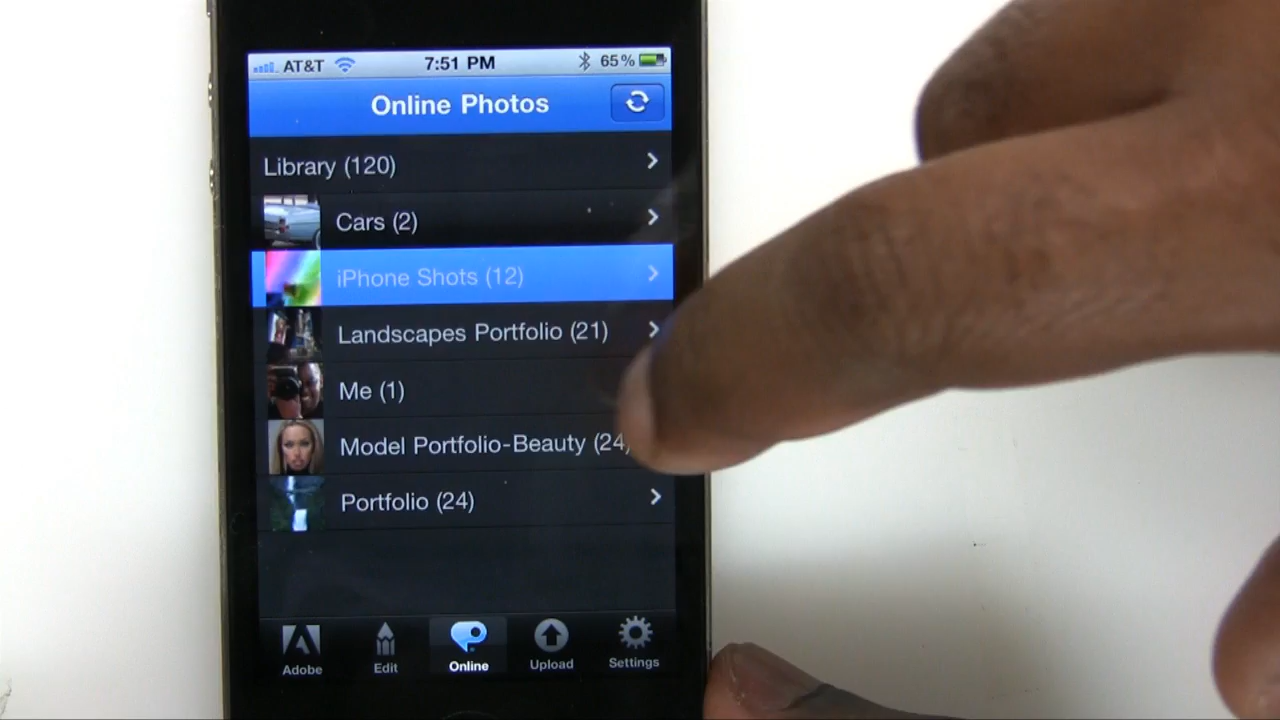 AT&T 7:51 PM 65%
Online Photos
Library (120)
Cars (2)
iPhone Shots (12)
Landscapes Portfolio (21)
Me (1)
Model Portfolio-Beauty (24)
Portfolio (24)
Adobe Edit Online Upload Settings